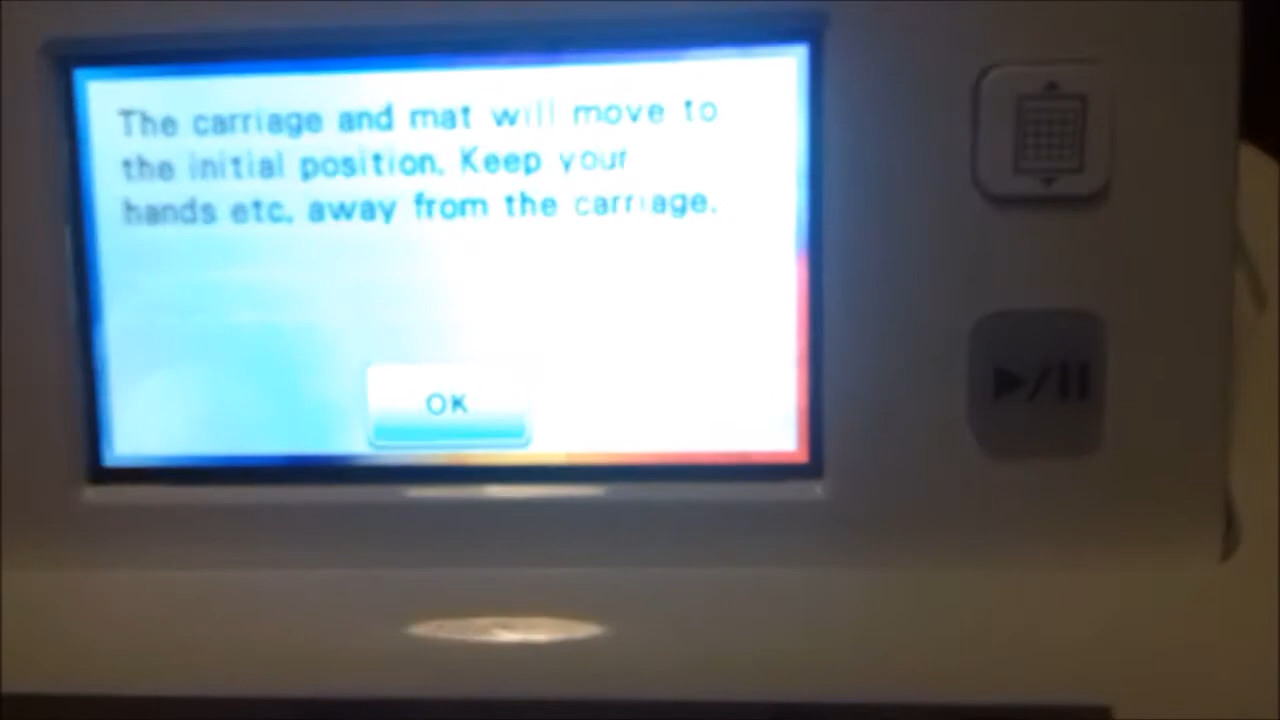 The carriage and mat will move to
the initial position. Keep your
hands etc. away from the carriage.
OK